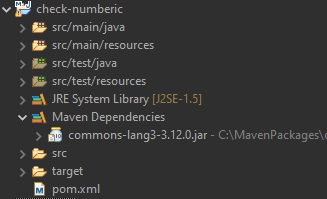 check-numberic
src/main/java
src/main/resources
src/test/java
src/test/resources
JRE System Library [J2SE-1.5]
Maven Dependencies
commons-lang3-3.12.0.jar - C:\MavenPackages\
src
target
pom.xml